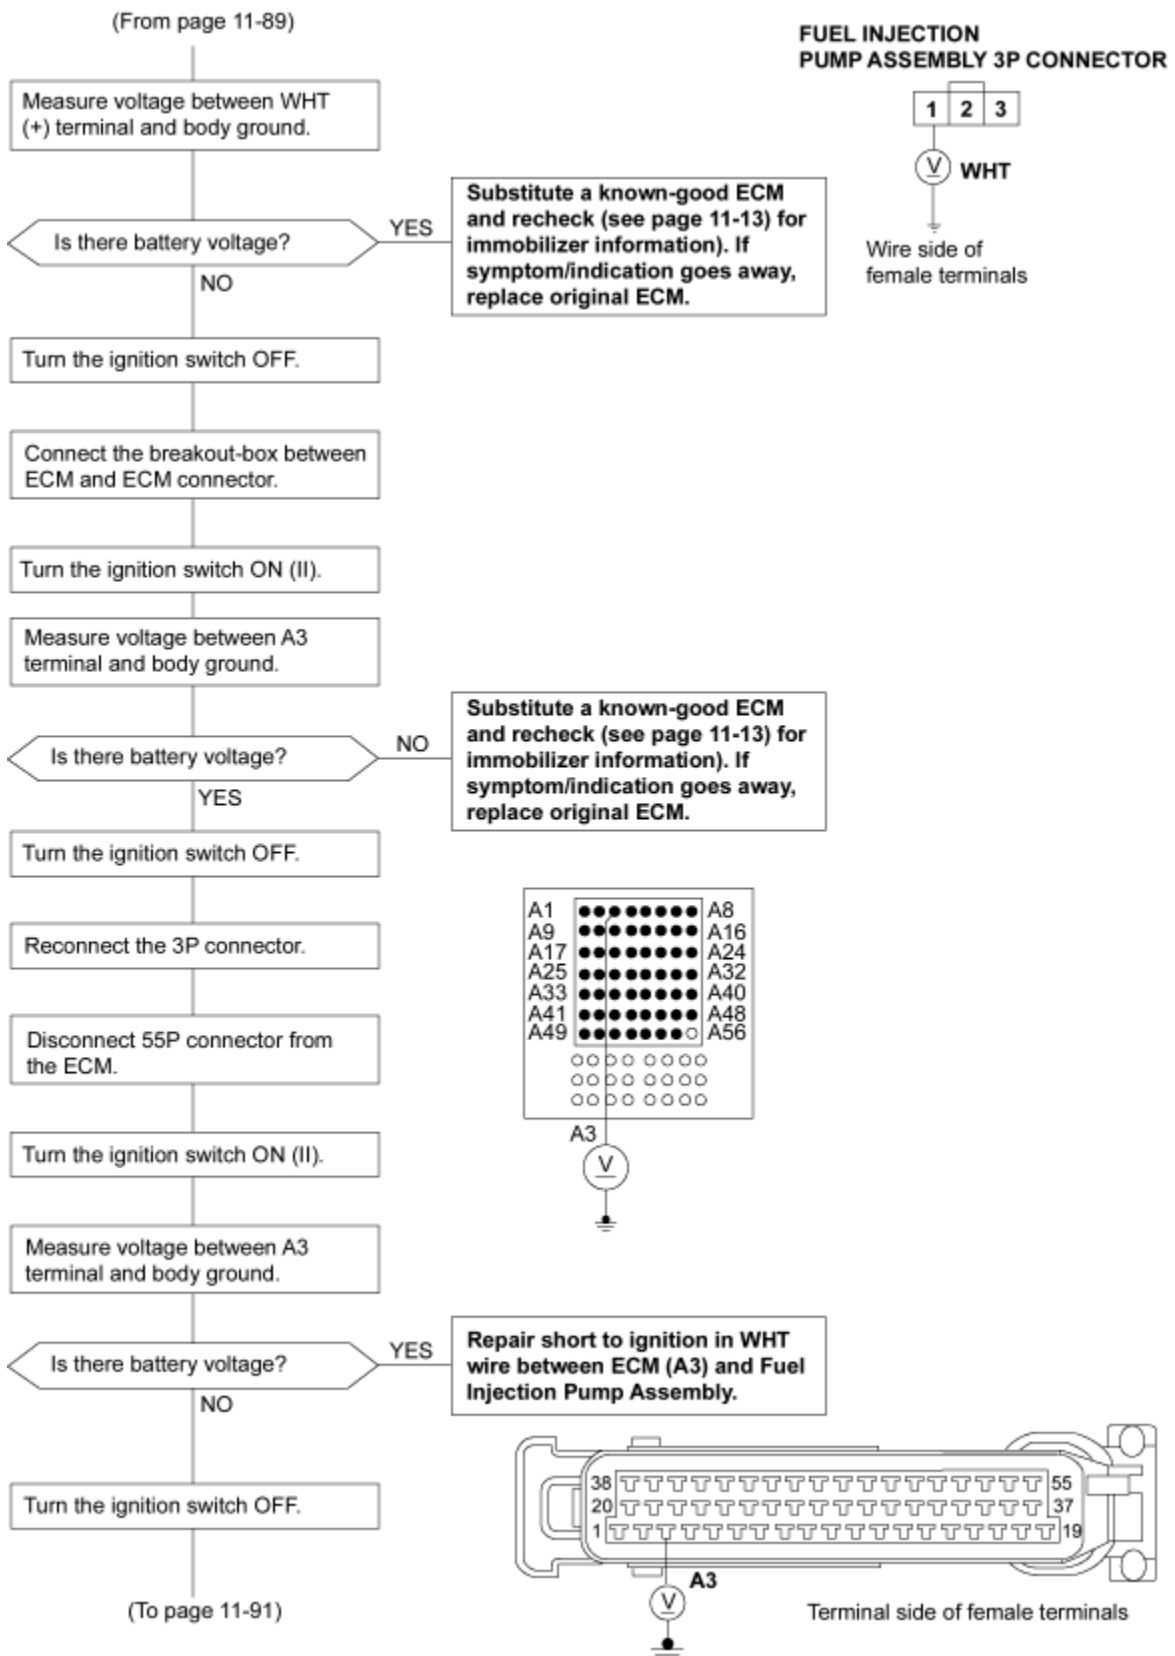 (From page 11-89)
FUEL INJECTION
PUMP ASSEMBLY 3P CONNECTOR
1 2 3
V
WHT
Wire side of
female terminals
Measure voltage between WHT
(+) terminal and body ground.
Is there battery voltage?
YES
Substitute a known-good ECM
and recheck (see page 11-13) for
immobilizer information). If
symptom/indication goes away,
replace original ECM.
NO
Turn the ignition switch OFF.
Connect the breakout-box between
ECM and ECM connector.
Turn the ignition switch ON (II).
Measure voltage between A3
terminal and body ground.
Is there battery voltage?
NO
Substitute a known-good ECM
and recheck (see page 11-13) for
immobilizer information). If
symptom/indication goes away,
replace original ECM.
YES
Turn the ignition switch OFF.
Reconnect the 3P connector.
Disconnect 55P connector from
the ECM.
A1 A8
A9 A16
A17 A24
A25 A32
A33 A40
A41 A48
A49 A56
A3
V
Turn the ignition switch ON (II).
Measure voltage between A3
terminal and body ground.
Is there battery voltage?
YES
Repair short to ignition in WHT
wire between ECM (A3) and Fuel
Injection Pump Assembly.
NO
Turn the ignition switch OFF.
38 55
20 37
1 19
A3
V
Terminal side of female terminals
(To page 11-91)